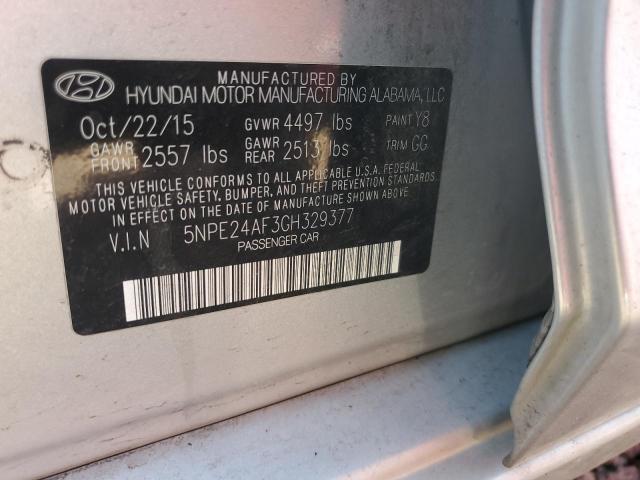 MANUFACTURED BY
HYUNDAI MOTOR MANUFACTURING ALABAMA, LLC
Oct/22/15 GVWR 4497 lbs PAINT Y8
GAWR FRONT 2557 lbs GAWR REAR 2513 lbs TRIM GG
THIS VEHICLE CONFORMS TO ALL APPLICABLE U.S.A. FEDERAL
MOTOR VEHICLE SAFETY, BUMPER, AND THEFT PREVENTION STANDARDS
IN EFFECT ON THE DATE OF MANUFACTURE SHOWN ABOVE.
V.I.N 5NPE24AF3GH329377
PASSENGER CAR